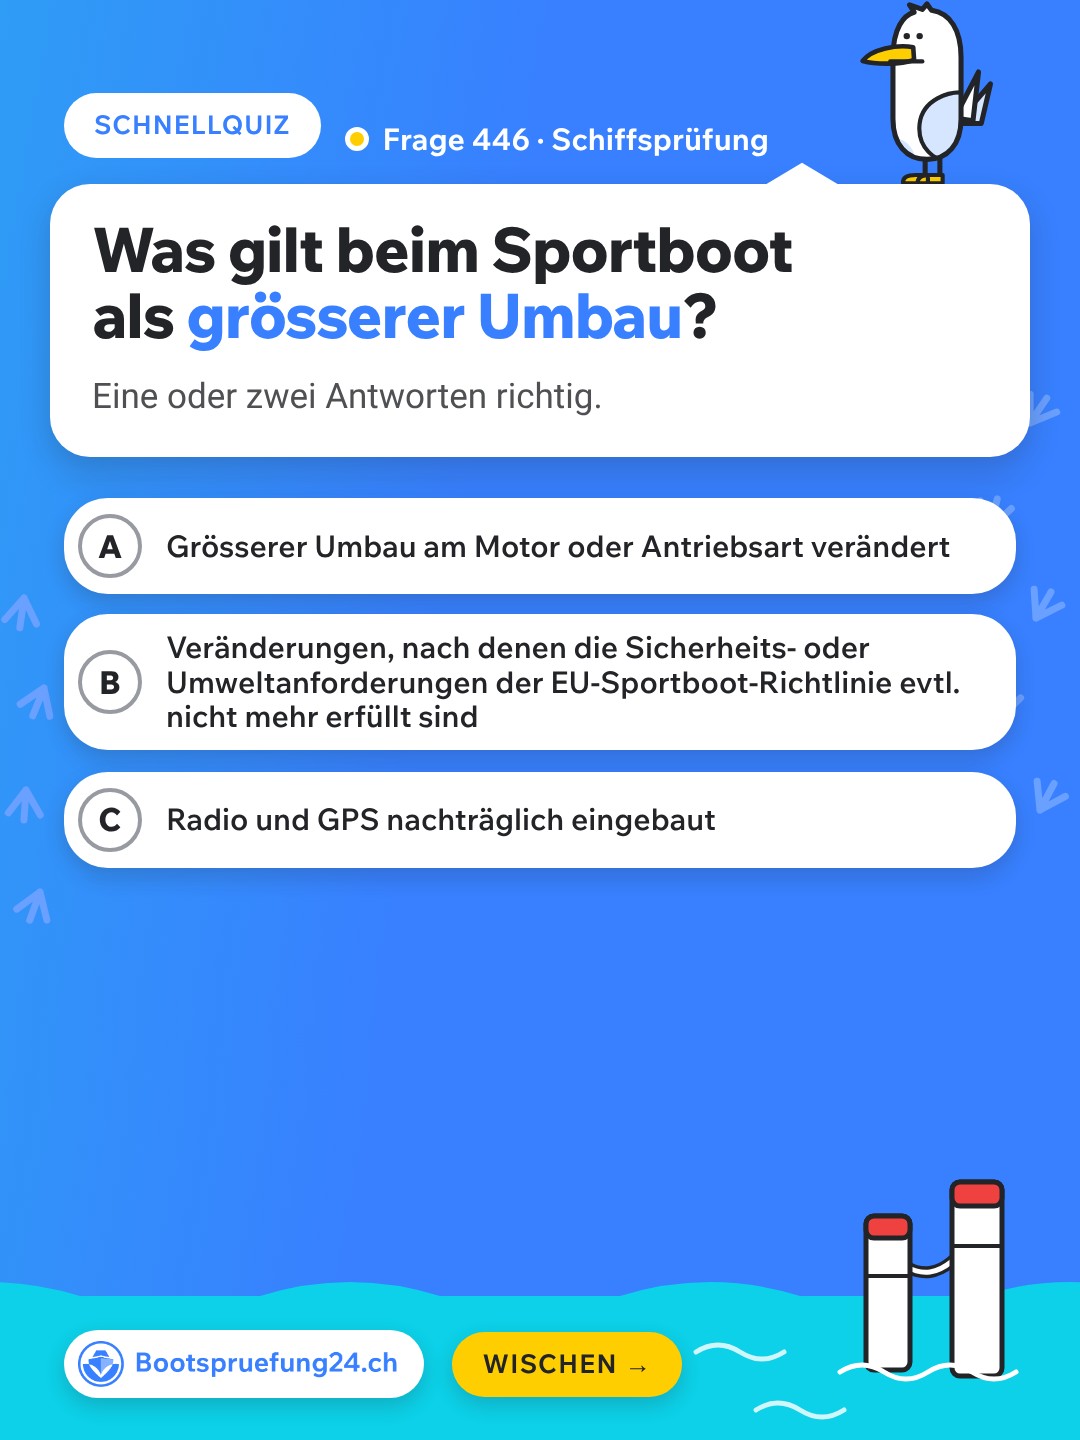 SCHNELLQUIZ
Frage 446 · Schiffsprüfung
Was gilt beim Sportboot
als grösserer Umbau?
Eine oder zwei Antworten richtig.
A Grösserer Umbau am Motor oder Antriebsart verändert
B Veränderungen, nach denen die Sicherheits- oder
Umweltanforderungen der EU-Sportboot-Richtlinie evtl.
nicht mehr erfüllt sind
C Radio und GPS nachträglich eingebaut
Bootspruefung24.ch
WISCHEN →